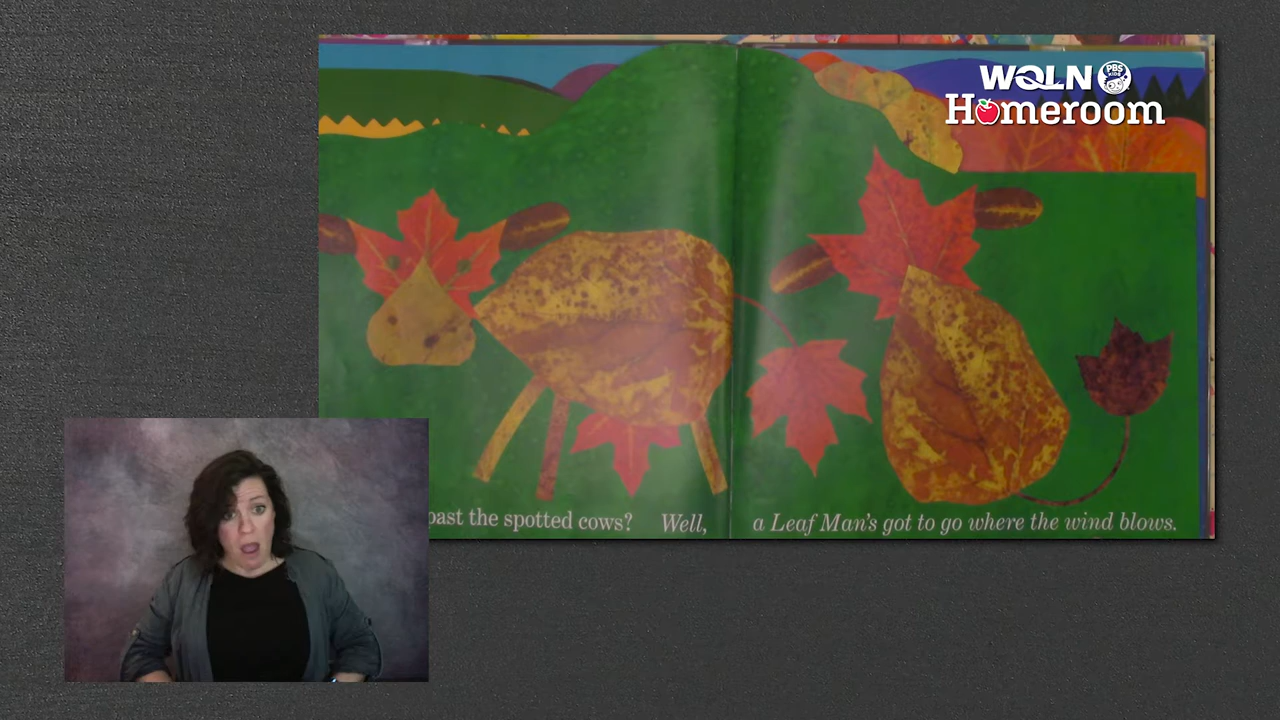 WQLN PBS KIDS
Homeroom
past the spotted cows? Well, a Leaf Man's got to go where the wind blows.